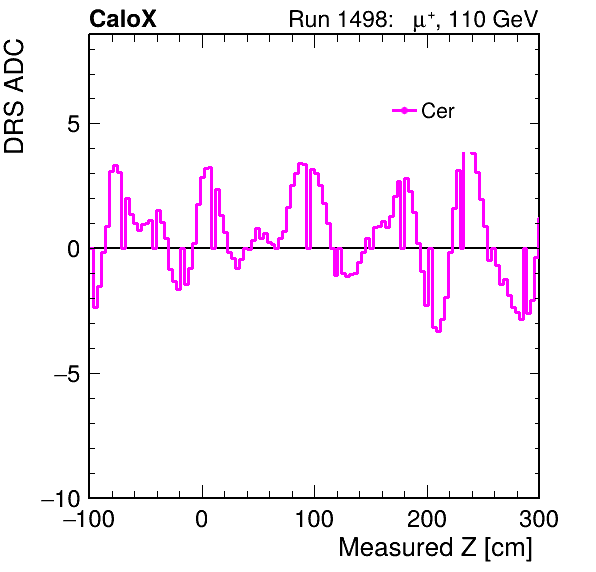 CaloX Run 1498: μ⁺, 110 GeV
DRS ADC
Cer
5
0
−5
−10
−100 0 100 200 300
Measured Z [cm]